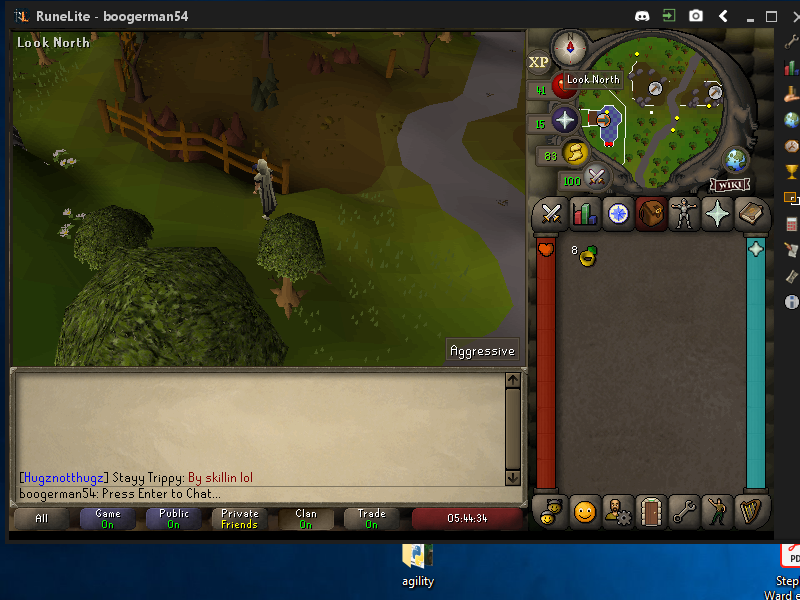 RuneLite - boogerman54
Look North
XP
N
Look North
41
15
83
100
WIKI
8
Aggressive
[Hugznotthugz] Stayy Trippy: By skillin lol
boogerman54: Press Enter to Chat...
All
Game
On
Public
On
Private
Friends
Clan
On
Trade
On
05:44:34
agility
PD
Step
Ward e